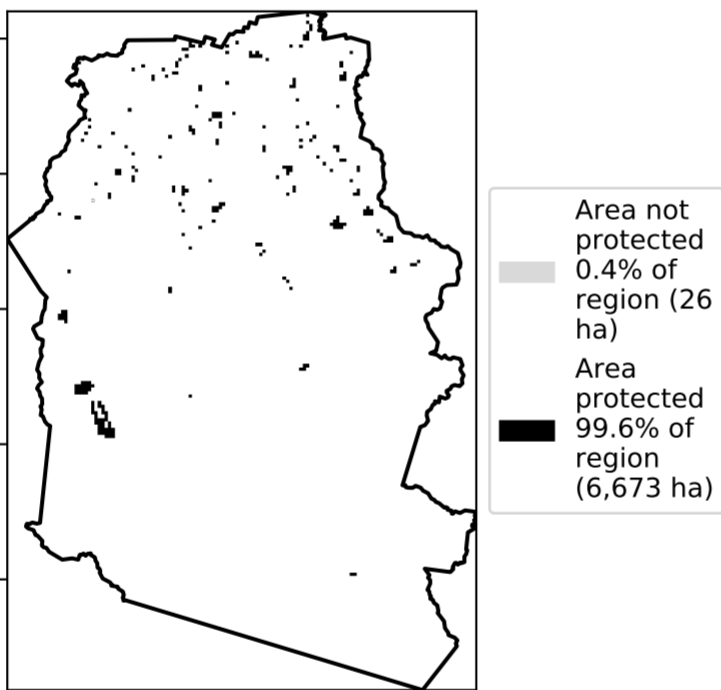 Area not
protected
0.4% of
region (26
ha)
Area
protected
99.6% of
region
(6,673 ha)